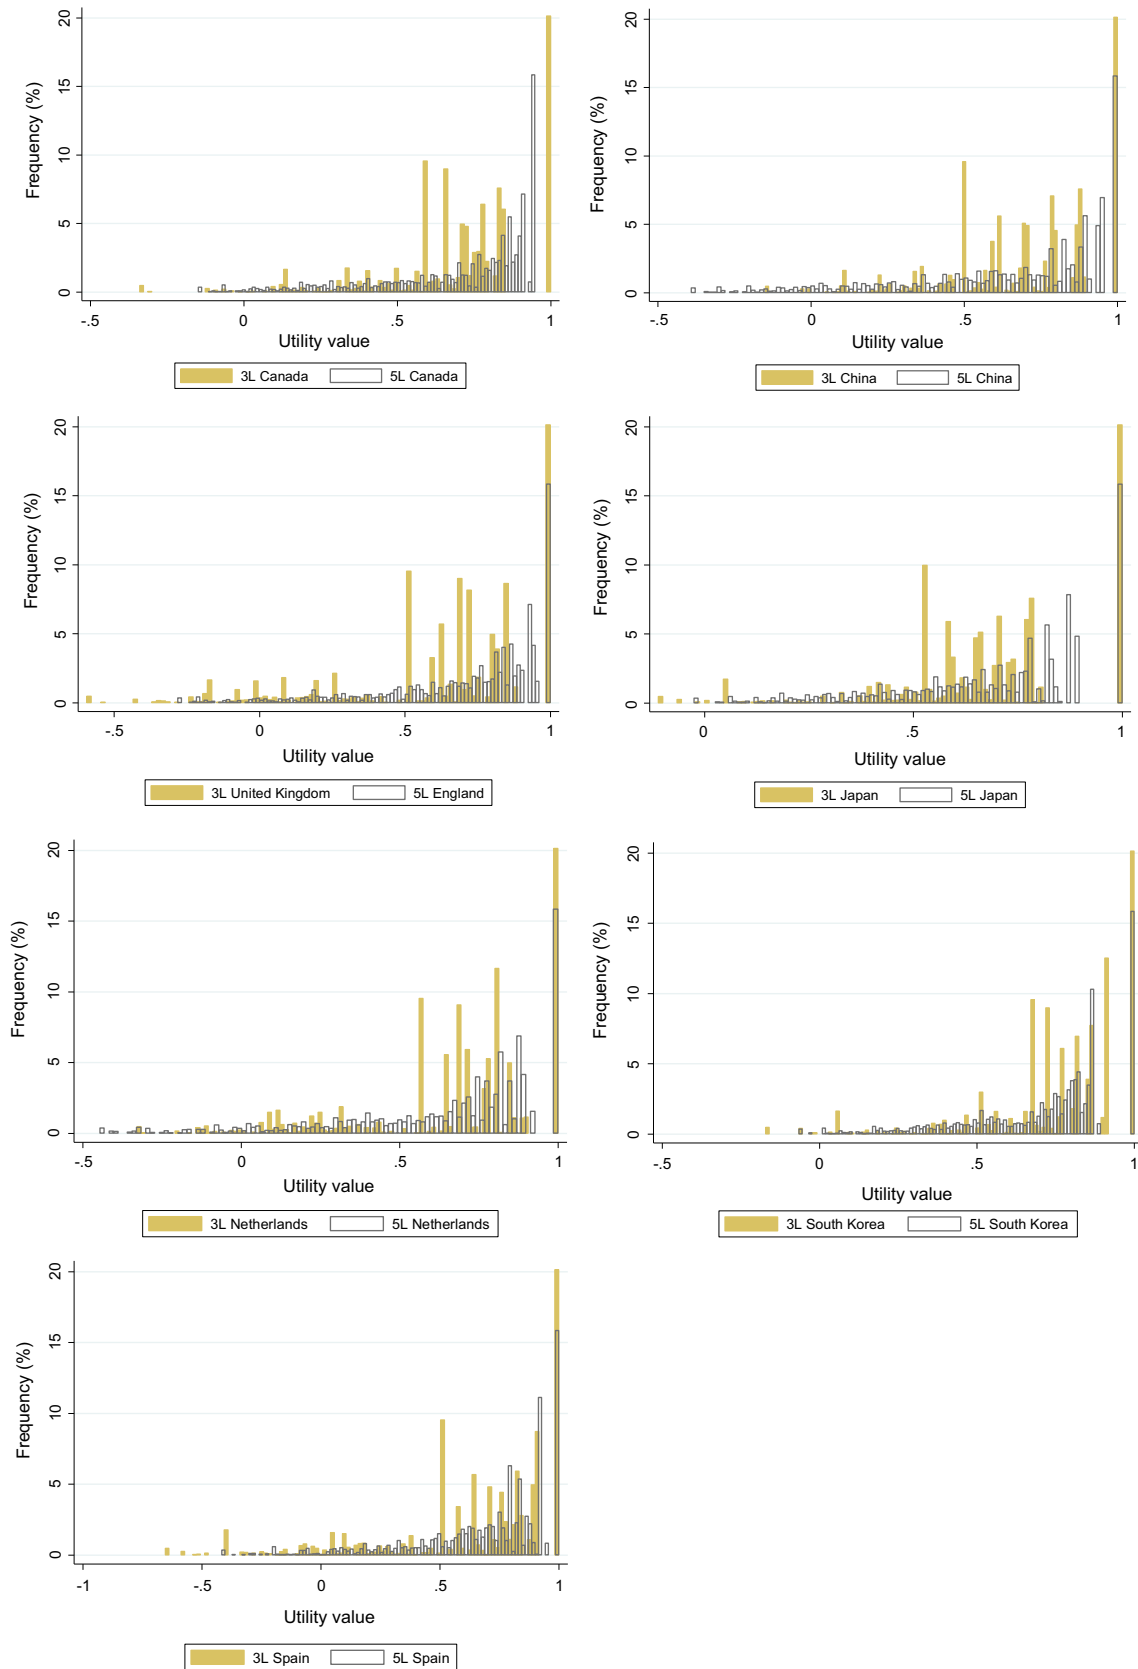 Frequency (%)
20
15
10
5
0
-.5 0 .5 1
Utility value
3L Canada 5L Canada
Frequency (%)
20
15
10
5
0
-.5 0 .5 1
Utility value
3L China 5L China
Frequency (%)
20
15
10
5
0
-.5 0 .5 1
Utility value
3L United Kingdom 5L England
Frequency (%)
20
15
10
5
0
0 .5 1
Utility value
3L Japan 5L Japan
Frequency (%)
20
15
10
5
0
-.5 0 .5 1
Utility value
3L Netherlands 5L Netherlands
Frequency (%)
20
15
10
5
0
-.5 0 .5 1
Utility value
3L South Korea 5L South Korea
Frequency (%)
20
15
10
5
0
-1 -.5 0 .5 1
Utility value
3L Spain 5L Spain